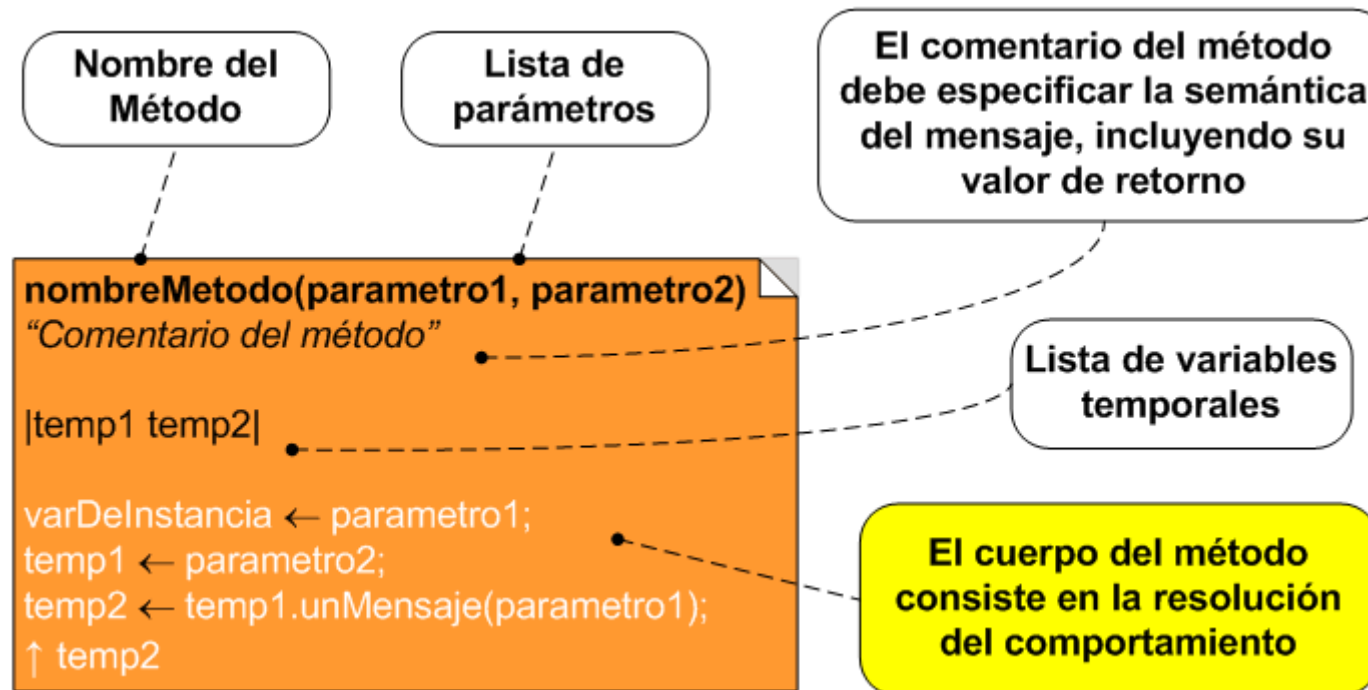 Nombre del
Método
Lista de
parámetros
El comentario del método
debe especificar la semántica
del mensaje, incluyendo su
valor de retorno
nombreMetodo(parametro1, parametro2)
“Comentario del método”
|temp1 temp2|
Lista de variables
temporales
varDeInstancia ← parametro1;
temp1 ← parametro2;
temp2 ← temp1.unMensaje(parametro1);
↑ temp2
El cuerpo del método
consiste en la resolución
del comportamiento